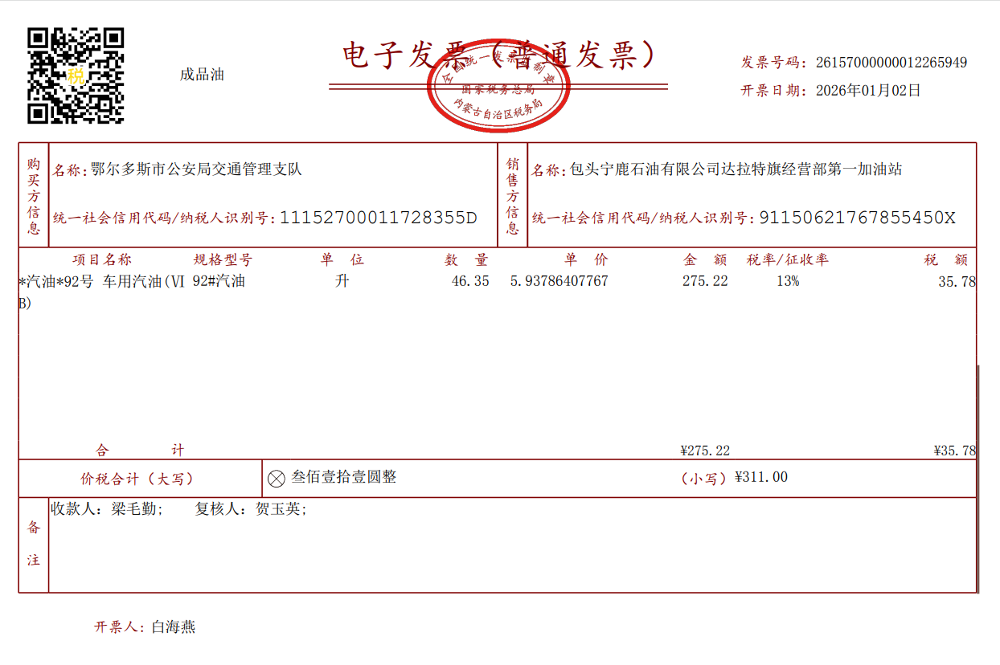 电子发票（普通发票）
税
成品油
全国统一发票监制章
国家税务总局
内蒙古自治区税务局
发票号码：26157000000012265949
开票日期：2026年01月02日
购买方信息
名称：鄂尔多斯市公安局交通管理支队
统一社会信用代码/纳税人识别号：11152700011728355D
销售方信息
名称：包头宁鹿石油有限公司达拉特旗经营部第一加油站
统一社会信用代码/纳税人识别号：91150621767855450X
项目名称 规格型号 单位 数量 单价 金额 税率/征收率 税额
*汽油*92号 车用汽油(VI 92#汽油 升 46.35 5.93786407767 275.22 13% 35.78
B)
合计 ¥275.22 ¥35.78
价税合计（大写） 叁佰壹拾壹圆整 （小写）¥311.00
备注
收款人：梁毛勤； 复核人：贺玉英；
开票人：白海燕